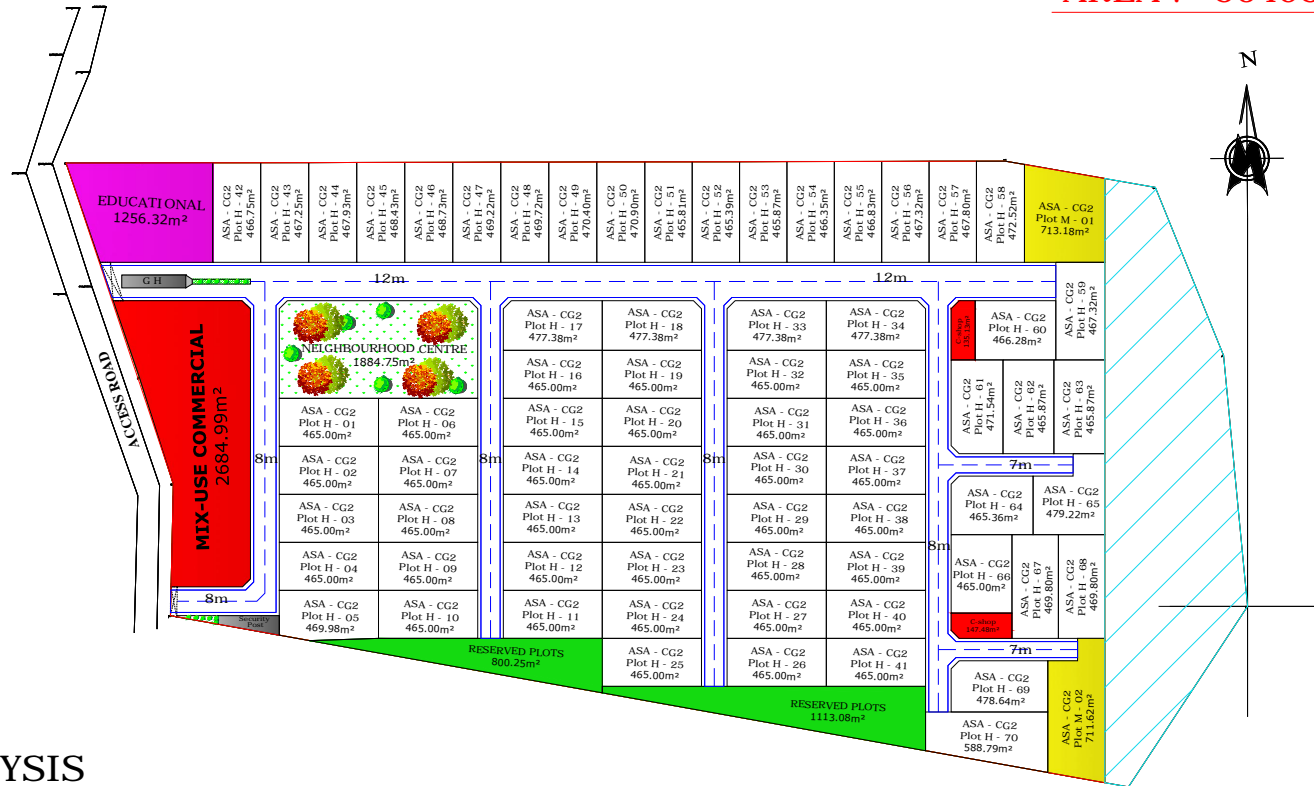 N
EDUCATIONAL
1256.32m²
ASA - CG2
Plot H - 42
466.75m²
ASA - CG2
Plot H - 43
467.25m²
ASA - CG2
Plot H - 44
467.93m²
ASA - CG2
Plot H - 45
468.43m²
ASA - CG2
Plot H - 46
468.73m²
ASA - CG2
Plot H - 47
469.22m²
ASA - CG2
Plot H - 48
469.72m²
ASA - CG2
Plot H - 49
470.40m²
ASA - CG2
Plot H - 50
470.90m²
ASA - CG2
Plot H - 51
465.81m²
ASA - CG2
Plot H - 52
465.39m²
ASA - CG2
Plot H - 53
465.87m²
ASA - CG2
Plot H - 54
466.35m²
ASA - CG2
Plot H - 55
466.83m²
ASA - CG2
Plot H - 56
467.32m²
ASA - CG2
Plot H - 57
467.80m²
ASA - CG2
Plot H - 58
472.52m²
ASA - CG2
Plot M - 01
713.18m²
G H
12m
12m
ASA - CG2
Plot H - 59
467.32m²
ACCESS ROAD
MIX-USE COMMERCIAL
2684.99m²
NEIGHBOURHOOD CENTRE
1884.75m²
ASA - CG2
Plot H - 01
465.00m²
ASA - CG2
Plot H - 06
465.00m²
ASA - CG2
Plot H - 02
465.00m²
ASA - CG2
Plot H - 07
465.00m²
ASA - CG2
Plot H - 03
465.00m²
ASA - CG2
Plot H - 08
465.00m²
ASA - CG2
Plot H - 04
465.00m²
ASA - CG2
Plot H - 09
465.00m²
ASA - CG2
Plot H - 05
469.98m²
ASA - CG2
Plot H - 10
465.00m²
8m
8m
Security
Post
8m
ASA - CG2
Plot H - 17
477.38m²
ASA - CG2
Plot H - 18
477.38m²
ASA - CG2
Plot H - 16
465.00m²
ASA - CG2
Plot H - 19
465.00m²
ASA - CG2
Plot H - 15
465.00m²
ASA - CG2
Plot H - 20
465.00m²
ASA - CG2
Plot H - 14
465.00m²
ASA - CG2
Plot H - 21
465.00m²
ASA - CG2
Plot H - 13
465.00m²
ASA - CG2
Plot H - 22
465.00m²
ASA - CG2
Plot H - 12
465.00m²
ASA - CG2
Plot H - 23
465.00m²
ASA - CG2
Plot H - 11
465.00m²
ASA - CG2
Plot H - 24
465.00m²
ASA - CG2
Plot H - 25
465.00m²
RESERVED PLOTS
800.25m²
8m
ASA - CG2
Plot H - 33
477.38m²
ASA - CG2
Plot H - 34
477.38m²
ASA - CG2
Plot H - 32
465.00m²
ASA - CG2
Plot H - 35
465.00m²
ASA - CG2
Plot H - 31
465.00m²
ASA - CG2
Plot H - 36
465.00m²
ASA - CG2
Plot H - 30
465.00m²
ASA - CG2
Plot H - 37
465.00m²
ASA - CG2
Plot H - 29
465.00m²
ASA - CG2
Plot H - 38
465.00m²
ASA - CG2
Plot H - 28
465.00m²
ASA - CG2
Plot H - 39
465.00m²
ASA - CG2
Plot H - 27
465.00m²
ASA - CG2
Plot H - 40
465.00m²
ASA - CG2
Plot H - 26
465.00m²
ASA - CG2
Plot H - 41
465.00m²
RESERVED PLOTS
1113.08m²
8m
C-shop
ASA - CG2
Plot H - 60
466.28m²
ASA - CG2
Plot H - 61
471.54m²
ASA - CG2
Plot H - 62
465.87m²
ASA - CG2
Plot H - 63
465.87m²
7m
ASA - CG2
Plot H - 64
465.36m²
ASA - CG2
Plot H - 65
479.22m²
ASA - CG2
Plot H - 66
465.00m²
ASA - CG2
Plot H - 67
469.80m²
ASA - CG2
Plot H - 68
469.80m²
C-shop
147.48m²
7m
ASA - CG2
Plot H - 69
478.64m²
ASA - CG2
Plot H - 70
588.79m²
ASA - CG2
Plot M - 02
711.62m²
YSIS